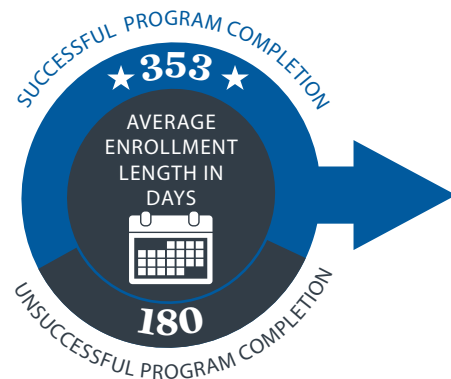 SUCCESSFUL PROGRAM COMPLETION
353
AVERAGE
ENROLLMENT
LENGTH IN
DAYS
180
UNSUCCESSFUL PROGRAM COMPLETION